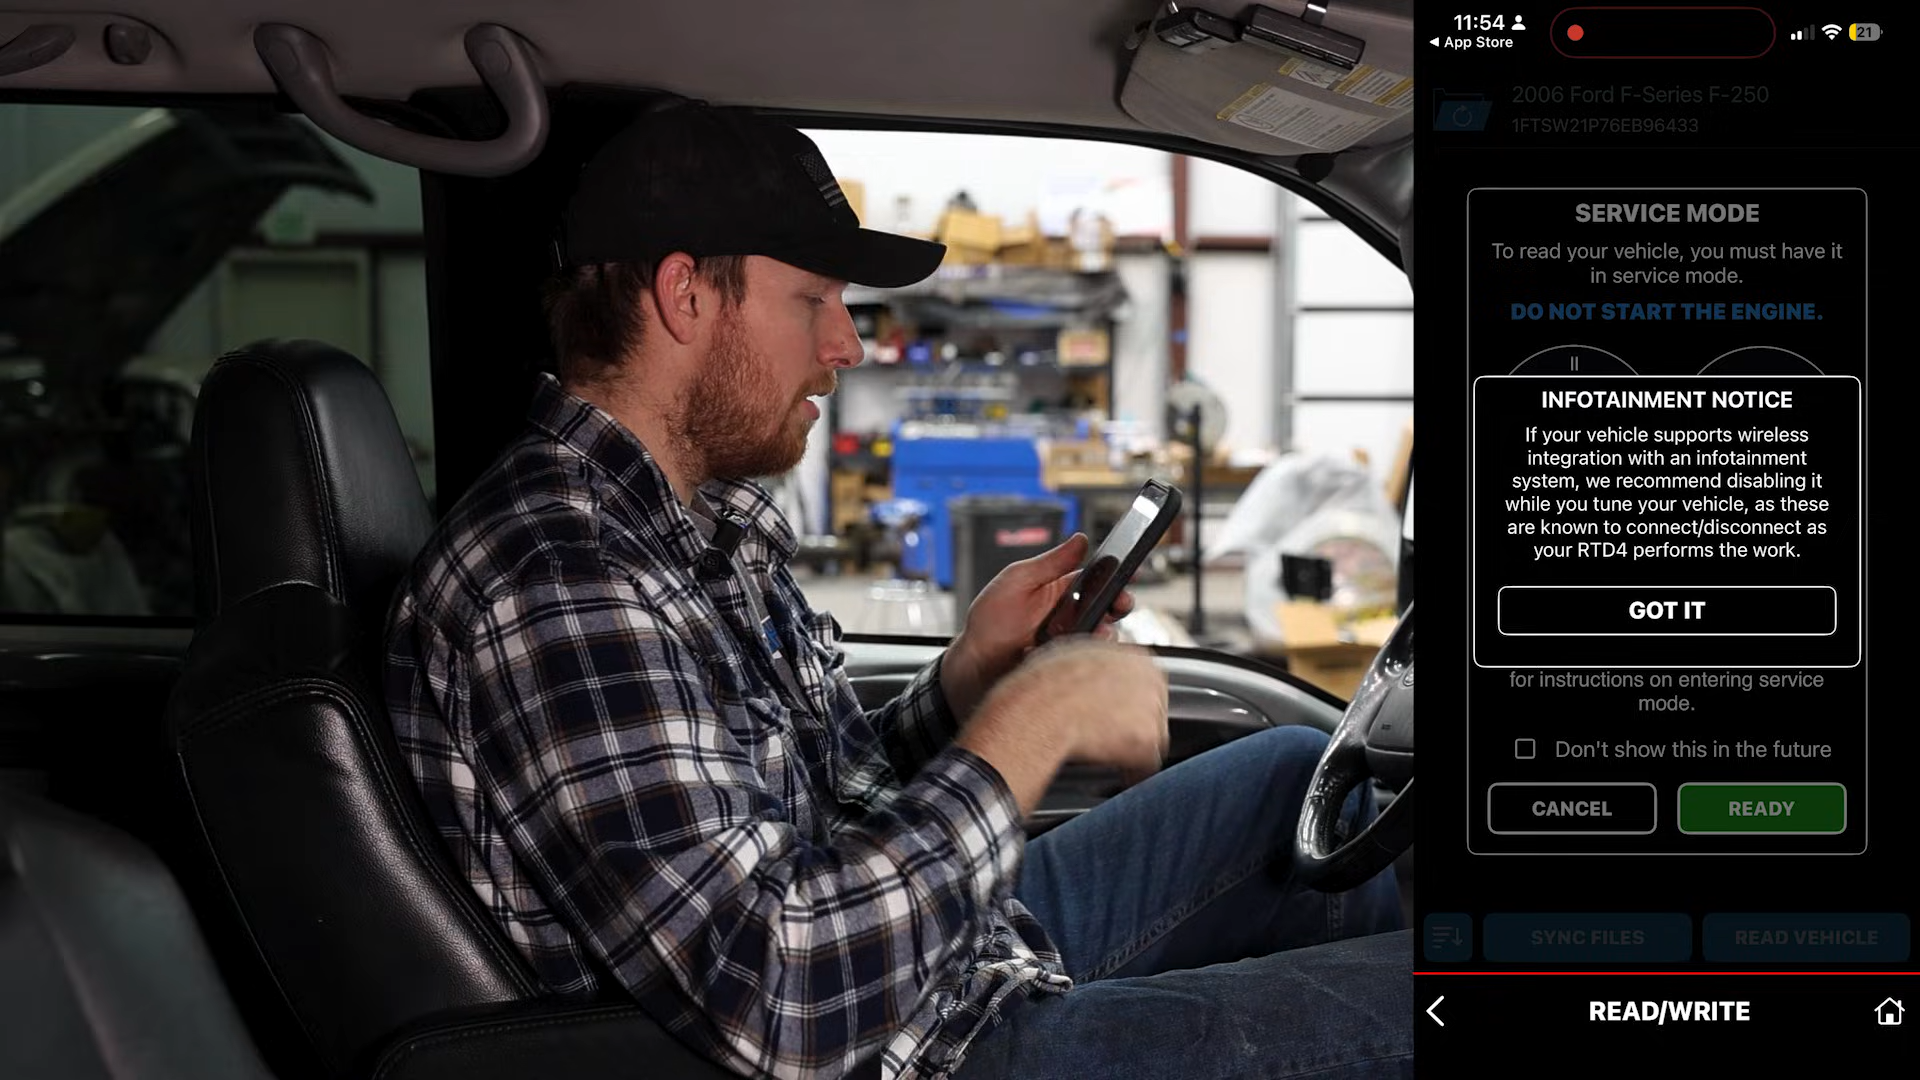 11:54
App Store
21
2006 Ford F-Series F-250
1FTSW21P76EB96433
SERVICE MODE
To read your vehicle, you must have it
in service mode.
DO NOT START THE ENGINE.
II
INFOTAINMENT NOTICE
If your vehicle supports wireless
integration with an infotainment
system, we recommend disabling it
while you tune your vehicle, as these
are known to connect/disconnect as
your RTD4 performs the work.
GOT IT
for instructions on entering service
mode.
Don't show this in the future
CANCEL
READY
SYNC FILES
READ VEHICLE
READ/WRITE